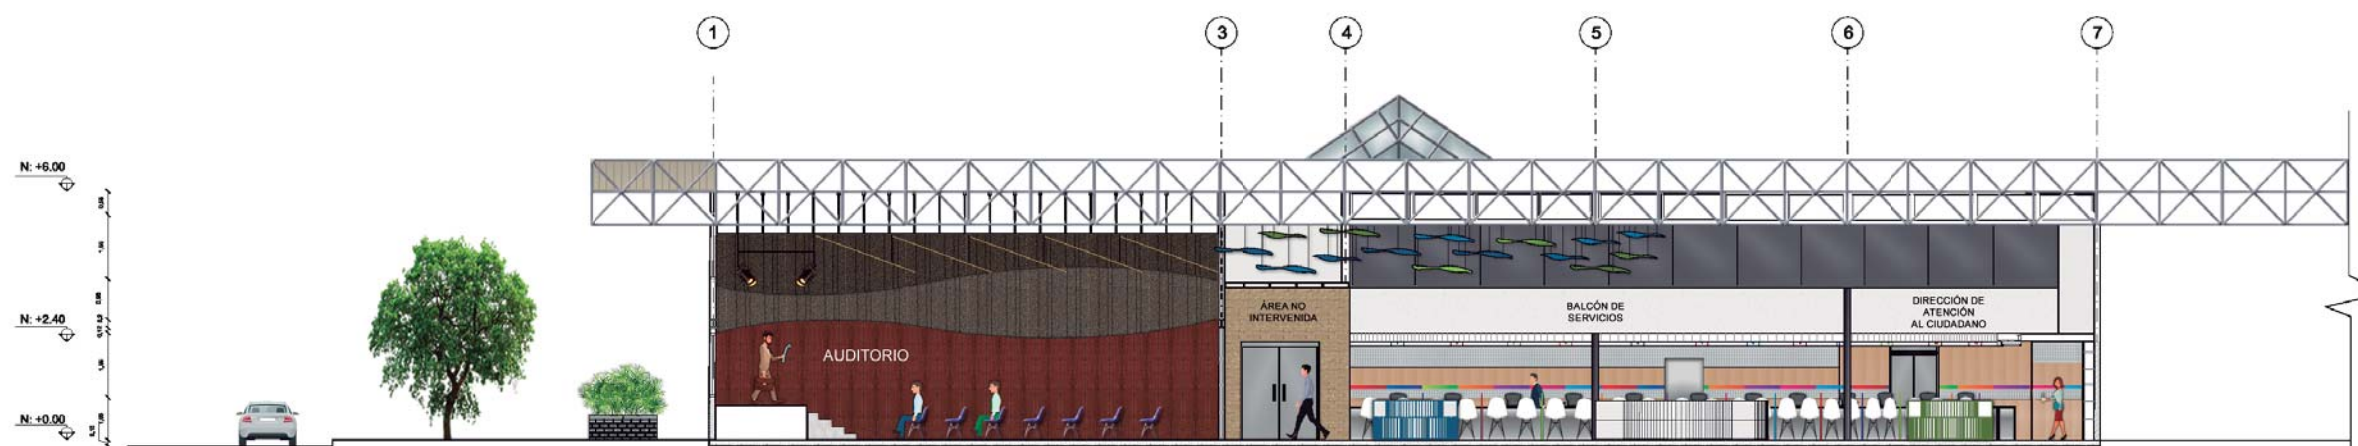 1
3
4
5
6
7
N: +6.00
N: +2.40
N: +0.00
AUDITORIO
ÁREA NO
INTERVENIDA
BALCÓN DE
SERVICIOS
DIRECCIÓN DE
ATENCIÓN
AL CIUDADANO